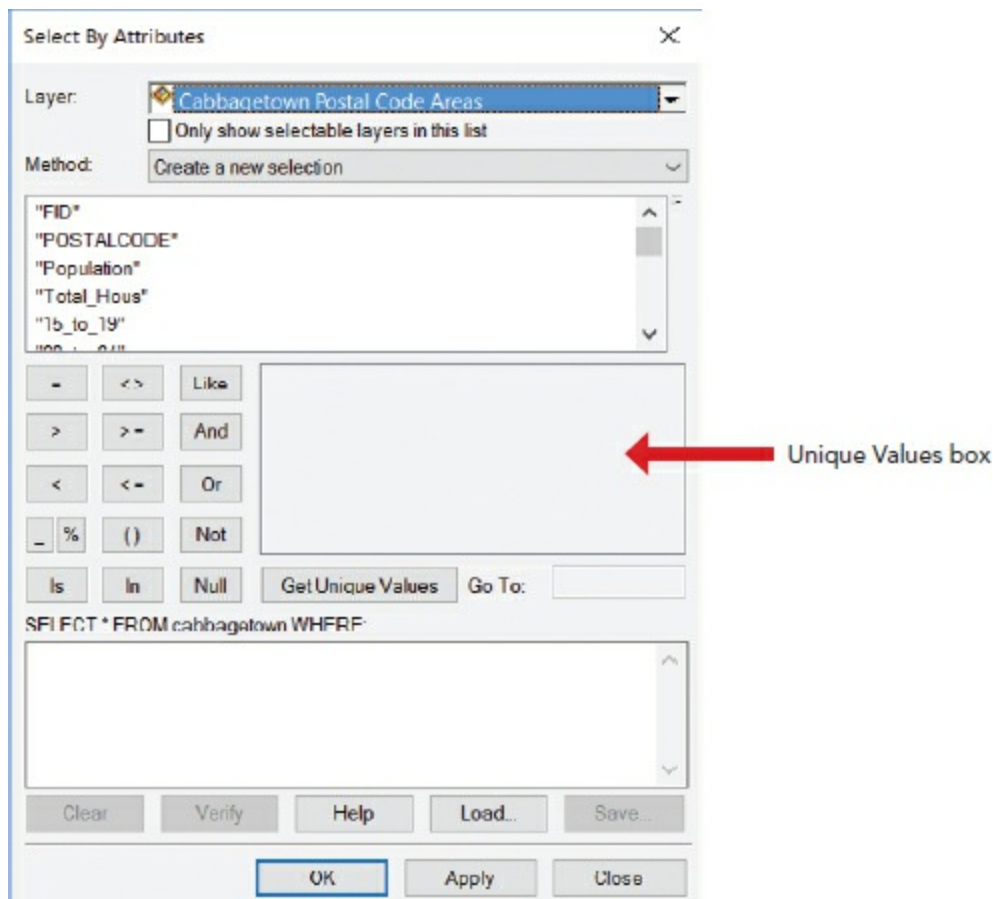 Select By Attributes
Layer: Cabbagetown Postal Code Areas
Only show selectable layers in this list
Method: Create a new selection
"FID"
"POSTALCODE"
"Population"
"Total_Hous"
"15_to_19"
= <> Like
> >= And
Unique Values box
< <= Or
_ % () Not
Is In Null Get Unique Values Go To:
SELECT * FROM cabbagetown WHERE:
Clear Verify Help Load... Save...
OK Apply Close